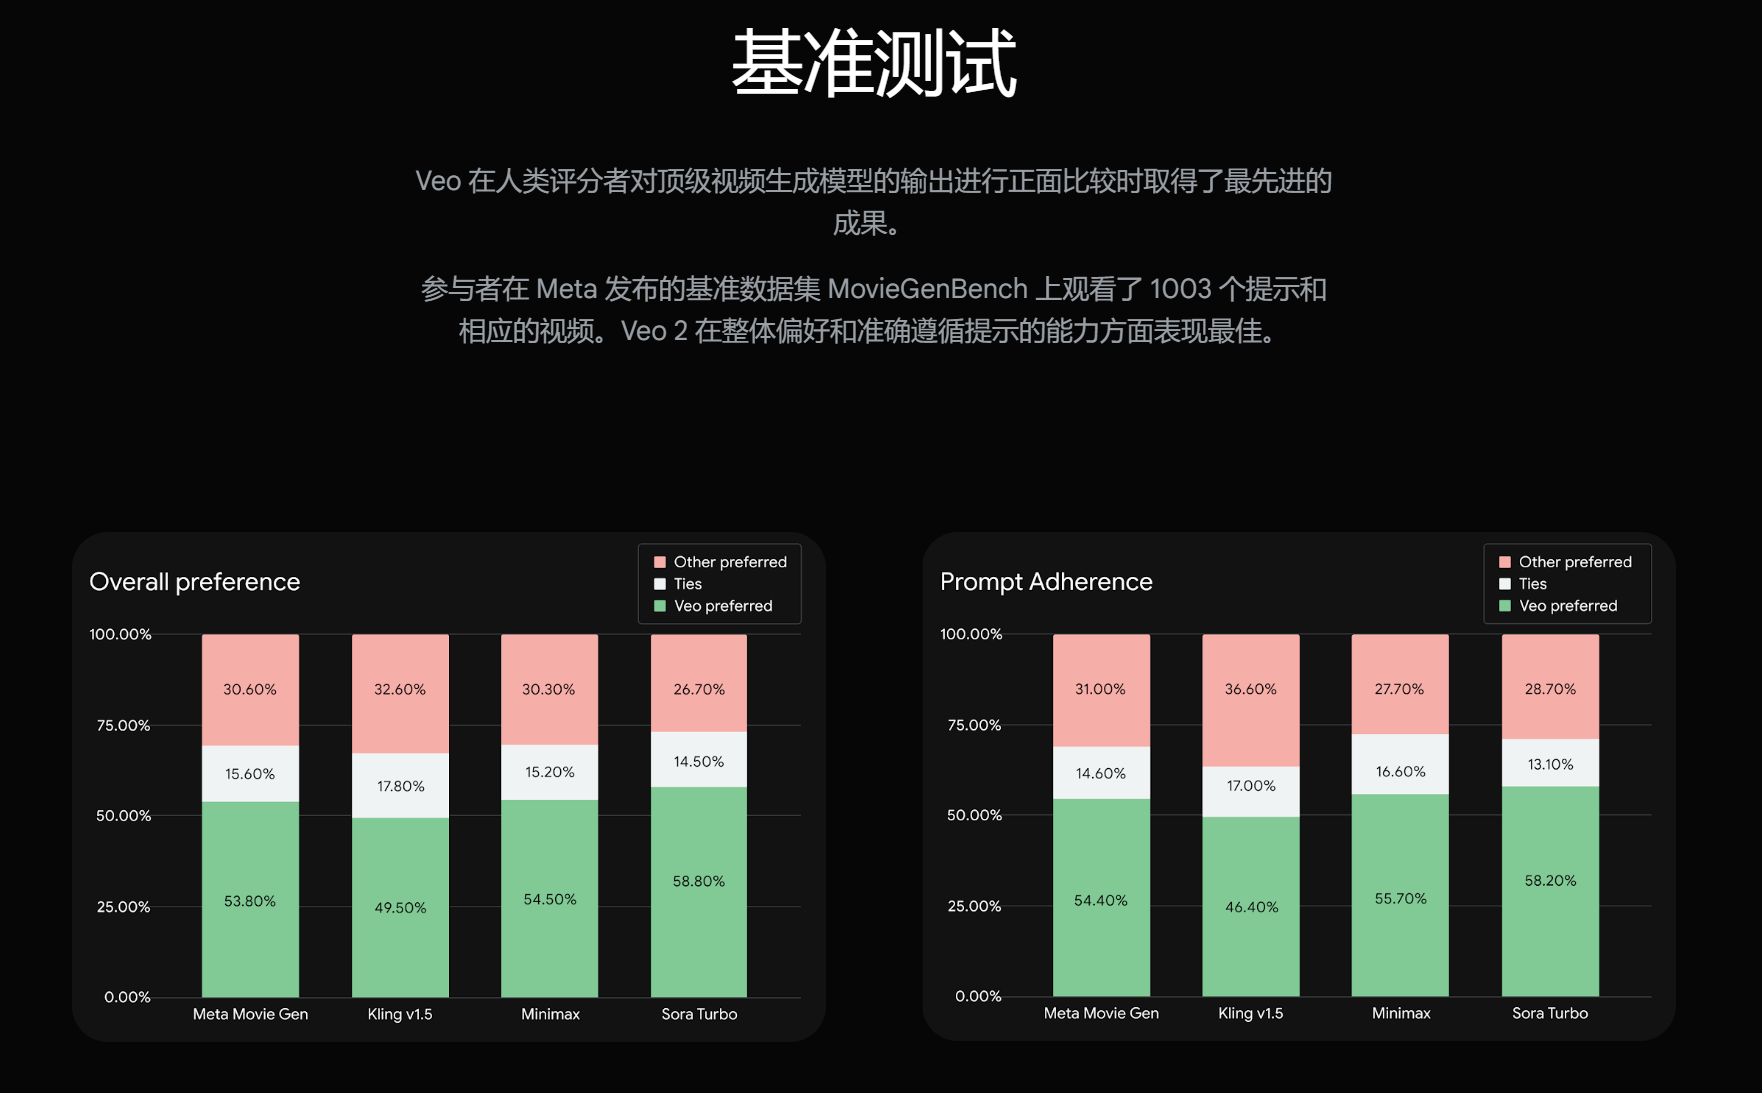 基准测试
Veo 在人类评分者对顶级视频生成模型的输出进行正面比较时取得了最先进的
成果。
参与者在 Meta 发布的基准数据集 MovieGenBench 上观看了 1003 个提示和
相应的视频。Veo 2 在整体偏好和准确遵循提示的能力方面表现最佳。
Overall preference
Other preferred
Ties
Veo preferred
100.00%
75.00%
50.00%
25.00%
0.00%
30.60%
32.60%
30.30%
26.70%
15.60%
17.80%
15.20%
14.50%
53.80%
49.50%
54.50%
58.80%
Meta Movie Gen
Kling v1.5
Minimax
Sora Turbo
Prompt Adherence
Other preferred
Ties
Veo preferred
100.00%
75.00%
50.00%
25.00%
0.00%
31.00%
36.60%
27.70%
28.70%
14.60%
17.00%
16.60%
13.10%
54.40%
46.40%
55.70%
58.20%
Meta Movie Gen
Kling v1.5
Minimax
Sora Turbo